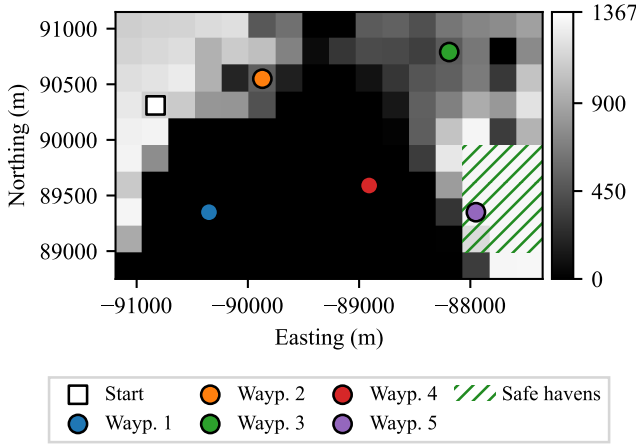 91000
90500
90000
89500
89000
Northing (m)
−91000 −90000 −89000 −88000
Easting (m)
1367
900
450
0
Start Wayp. 2 Wayp. 4 Safe havens
Wayp. 1 Wayp. 3 Wayp. 5